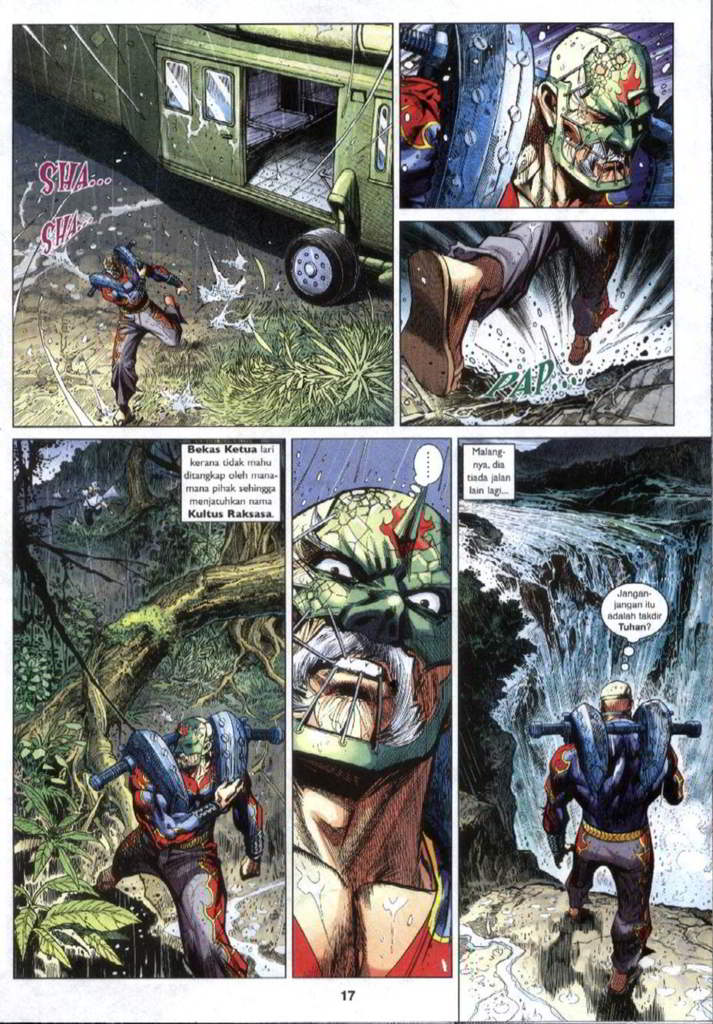 SHA...
SHA...
PAP...
Bekas Ketua lari
kerana tidak mahu
ditangkap oleh mana-
mana pihak sehingga
menjatuhkan nama
Kultus Raksasa.
......
Malang-
nya, dia
tiada jalan
lain lagi...
Jangan-
jangan itu
adalah takdir
Tuhan?
17